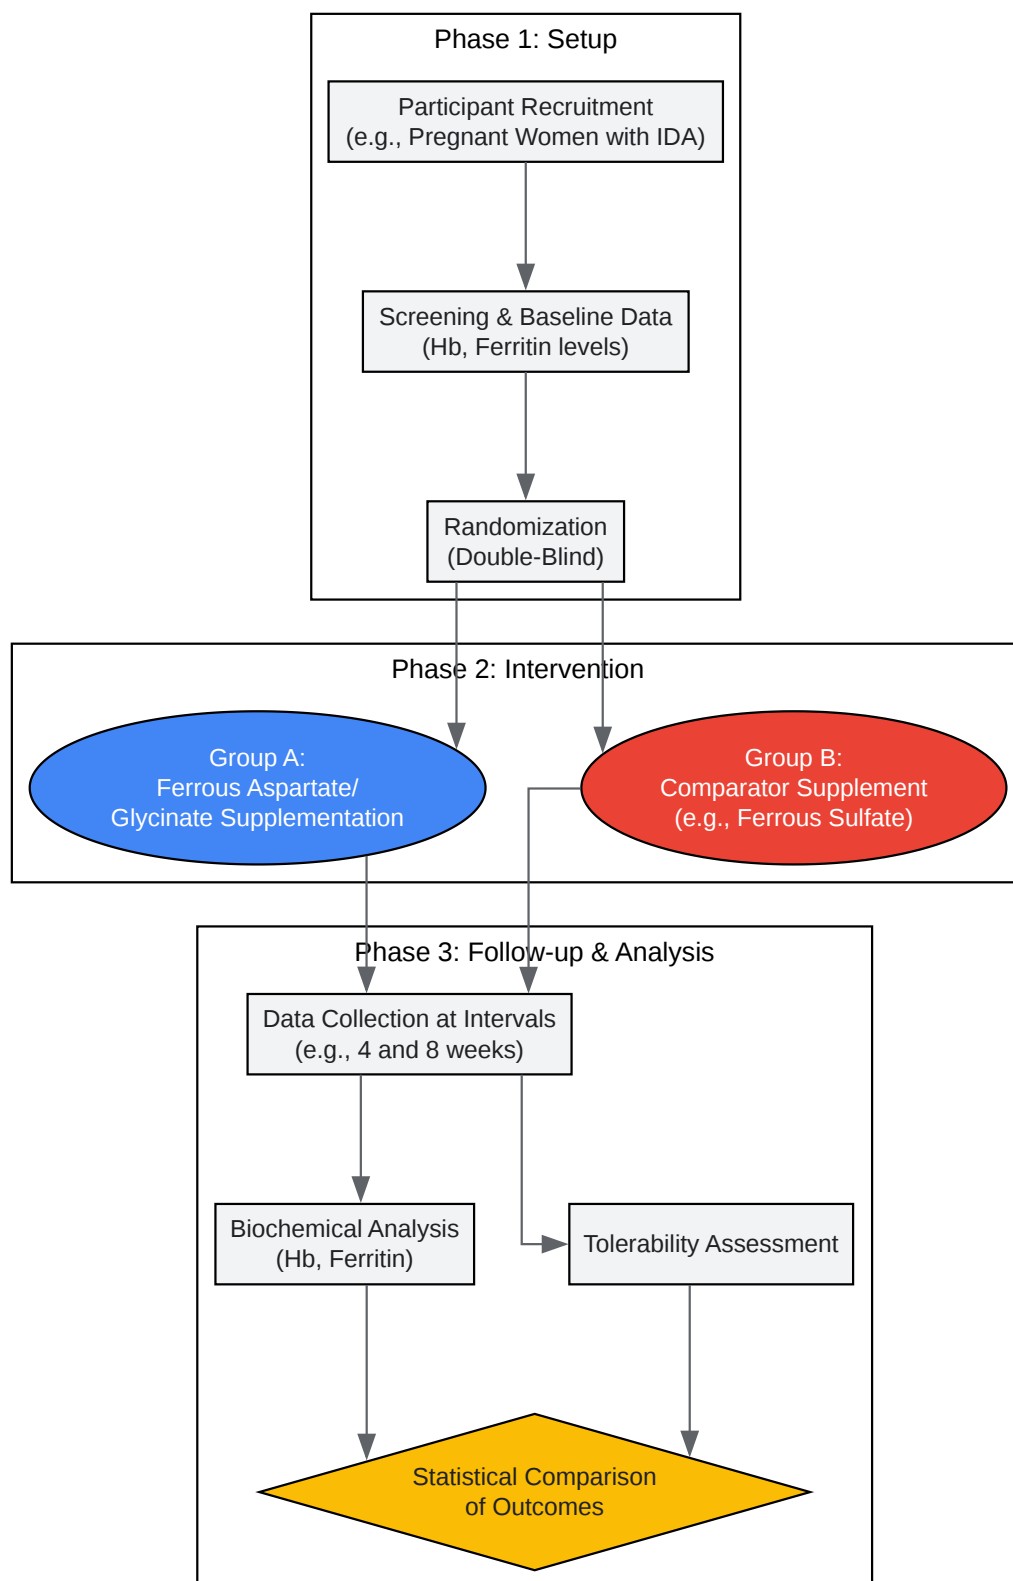 Phase 1: Setup
Participant Recruitment
(e.g., Pregnant Women with IDA)
Screening & Baseline Data
(Hb, Ferritin levels)
Randomization
(Double-Blind)
Phase 2: Intervention
Group A:
Ferrous Aspartate/
Glycinate Supplementation
Group B:
Comparator Supplement
(e.g., Ferrous Sulfate)
Phase 3: Follow-up & Analysis
Data Collection at Intervals
(e.g., 4 and 8 weeks)
Biochemical Analysis
(Hb, Ferritin)
Tolerability Assessment
Statistical Comparison
of Outcomes